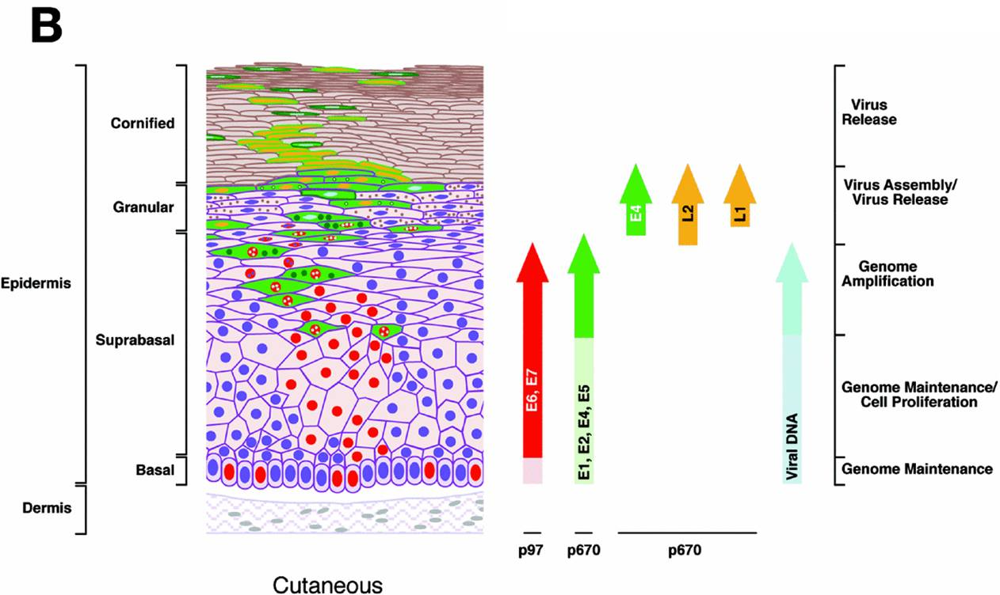 B
Epidermis
Dermis
Cornified
Granular
Suprabasal
Basal
Cutaneous
E6, E7
E1, E2, E4, E5
E4
L2
L1
Viral DNA
p97
p670
p670
Virus
Release
Virus Assembly/
Virus Release
Genome
Amplification
Genome Maintenance/
Cell Proliferation
Genome Maintenance